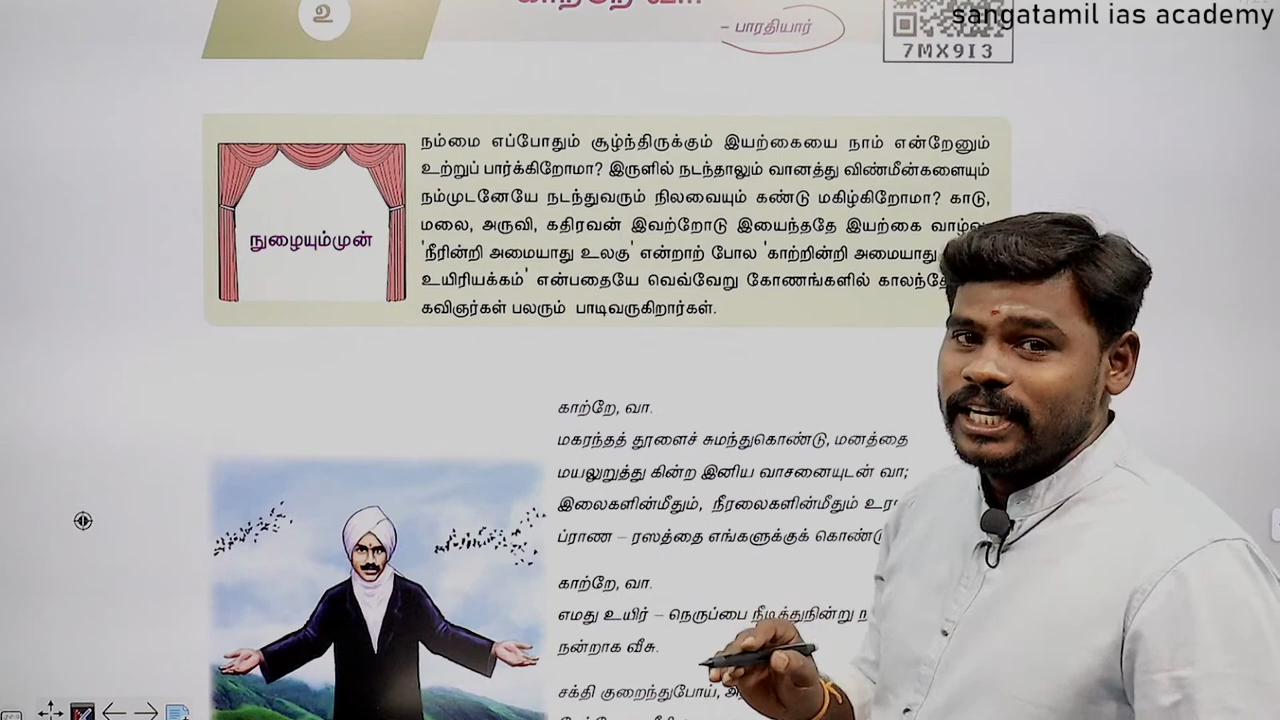 sangatamil ias academy
உ
காற்றே வா
– பாரதியார்
7MX9I3
நுழையும்முன்
நம்மை எப்போதும் சூழ்ந்திருக்கும் இயற்கையை நாம் என்றேனும்
உற்றுப் பார்க்கிறோமா? இருளில் நடந்தாலும் வானத்து விண்மீன்களையும்
நம்முடனேயே நடந்துவரும் நிலவையும் கண்டு மகிழ்கிறோமா? காடு,
மலை, அருவி, கதிரவன் இவற்றோடு இயைந்ததே இயற்கை
'நீரின்றி அமையாது உலகு' என்றாற் போல 'காற்றின்றி அமையாது
உயிரியக்கம்' என்பதையே வெவ்வேறு கோணங்களில்
கவிஞர்கள் பலரும் பாடிவருகிறார்கள்.
காற்றே, வா.
மகரந்தத் தூளைச் சுமந்துகொண்டு, மனத்தை
மயலுறுத்து கின்ற இனிய வாசனையுடன் வா;
இலைகளின்மீதும், நீரலைகளின்மீதும்
ப்ராண – ரஸத்தை எங்களுக்குக்
காற்றே, வா.
எமது உயிர் – நெருப்பை நீடித்துநின்று
நன்றாக வீசு.
சக்தி குறைந்துபோய்,